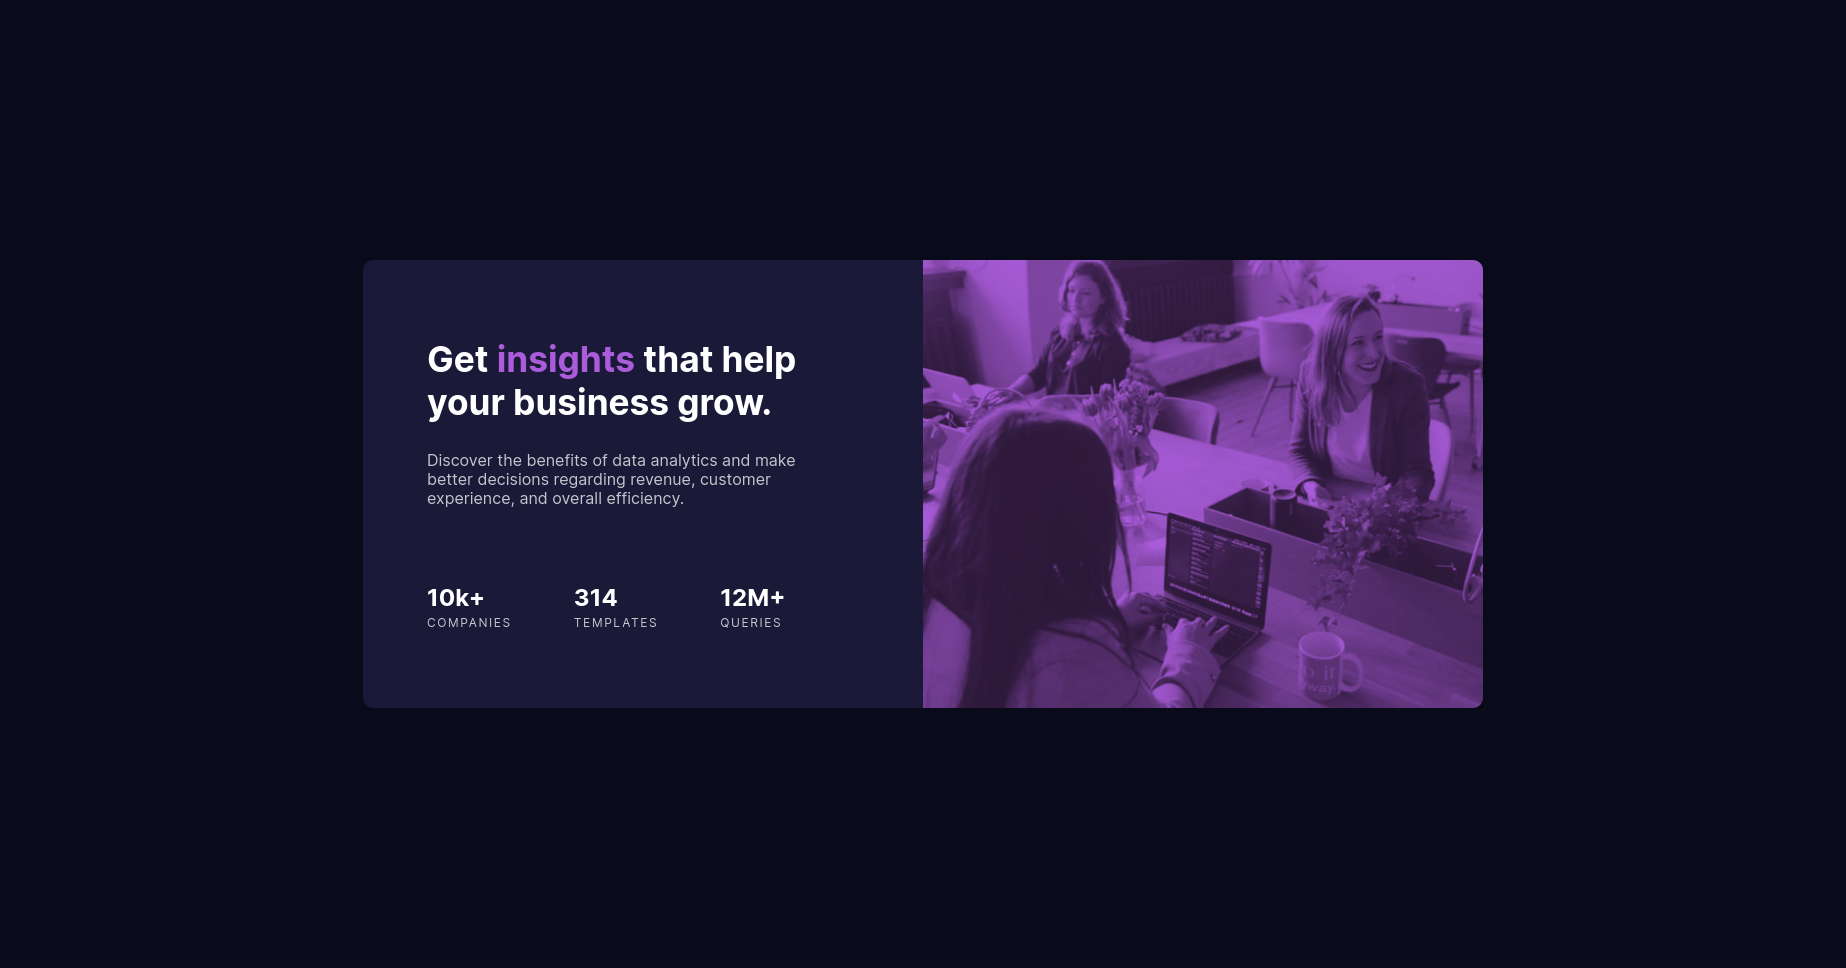 Get insights that help
your business grow.
Discover the benefits of data analytics and make
better decisions regarding revenue, customer
experience, and overall efficiency.
10k+ 314 12M+
COMPANIES TEMPLATES QUERIES